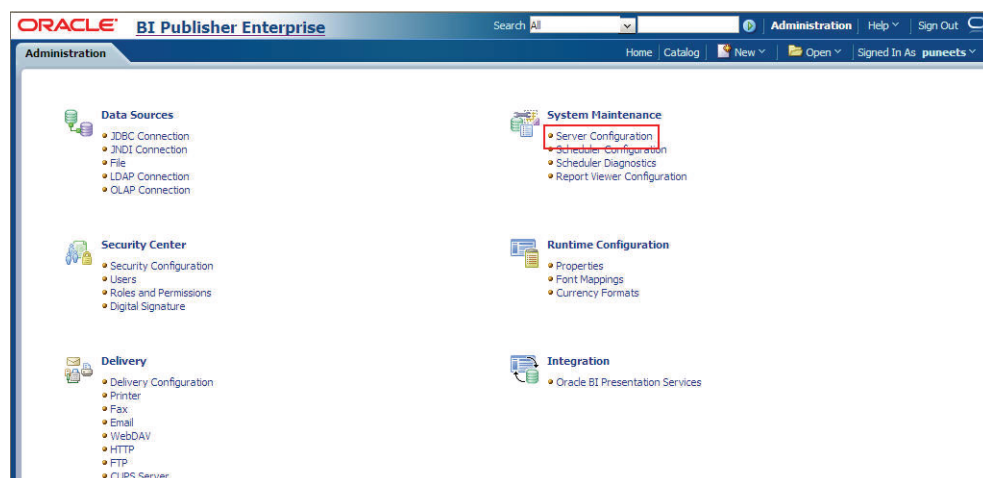 ORACLE BI Publisher Enterprise
Search All Administration Help Sign Out
Administration
Home Catalog New Open Signed In As puneets
Data Sources
JDBC Connection
JNDI Connection
File
LDAP Connection
OLAP Connection
System Maintenance
Server Configuration
Scheduler Configuration
Scheduler Diagnostics
Report Viewer Configuration
Security Center
Security Configuration
Users
Roles and Permissions
Digital Signature
Runtime Configuration
Properties
Font Mappings
Currency Formats
Delivery
Delivery Configuration
Printer
Fax
Email
WebDAV
HTTP
FTP
CUPS Server
Integration
Oracle BI Presentation Services